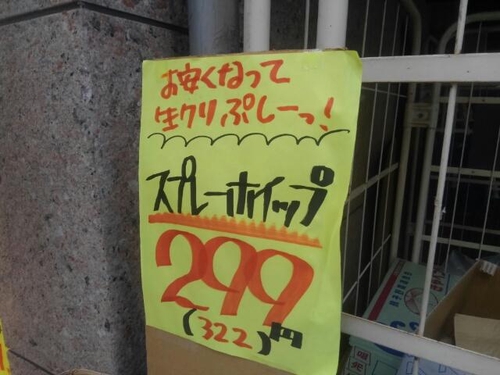 お安くなって
生クリぷしーっ!
スプレーホイップ
299
(322)円